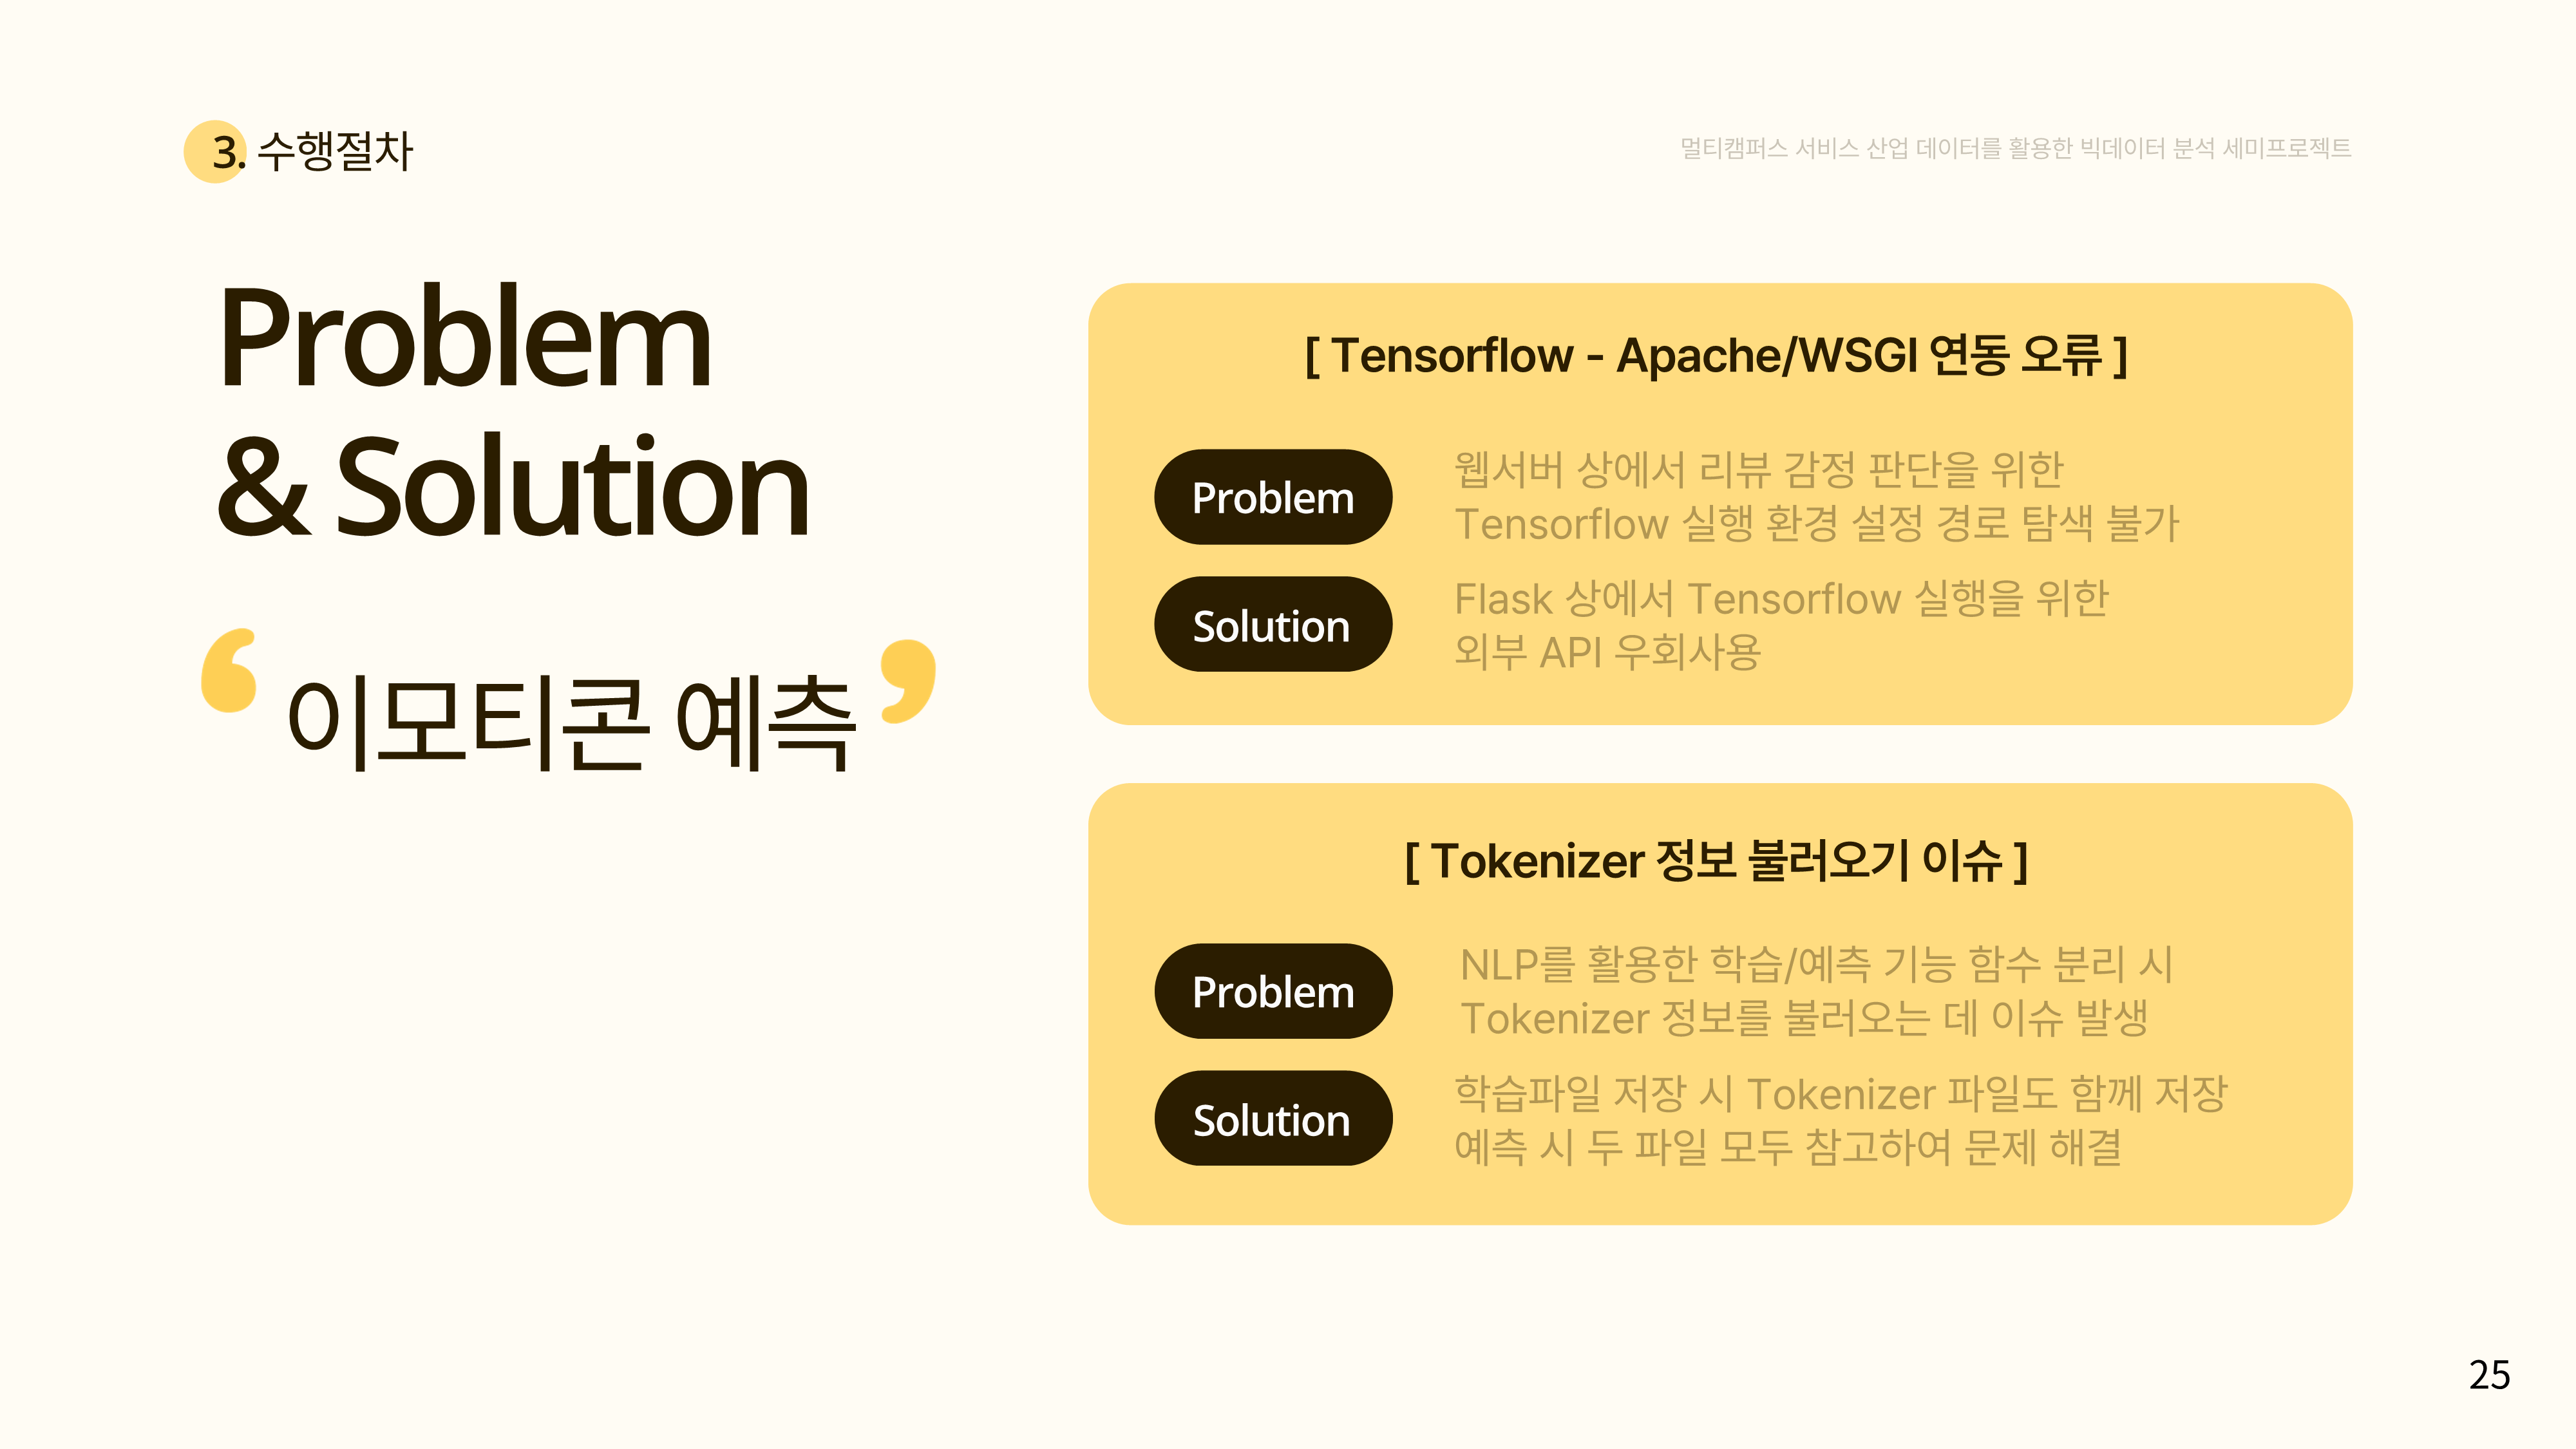 3. 수행절차
멀티캠퍼스 서비스 산업 데이터를 활용한 빅데이터 분석 세미프로젝트
Problem
& Solution
‘이모티콘 예측’
[ Tensorflow - Apache/WSGI 연동 오류 ]
Problem
웹서버 상에서 리뷰 감정 판단을 위한
Tensorflow 실행 환경 설정 경로 탐색 불가
Solution
Flask 상에서 Tensorflow 실행을 위한
외부 API 우회사용
[ Tokenizer 정보 불러오기 이슈 ]
Problem
NLP를 활용한 학습/예측 기능 함수 분리 시
Tokenizer 정보를 불러오는 데 이슈 발생
Solution
학습파일 저장 시 Tokenizer 파일도 함께 저장
예측 시 두 파일 모두 참고하여 문제 해결
25